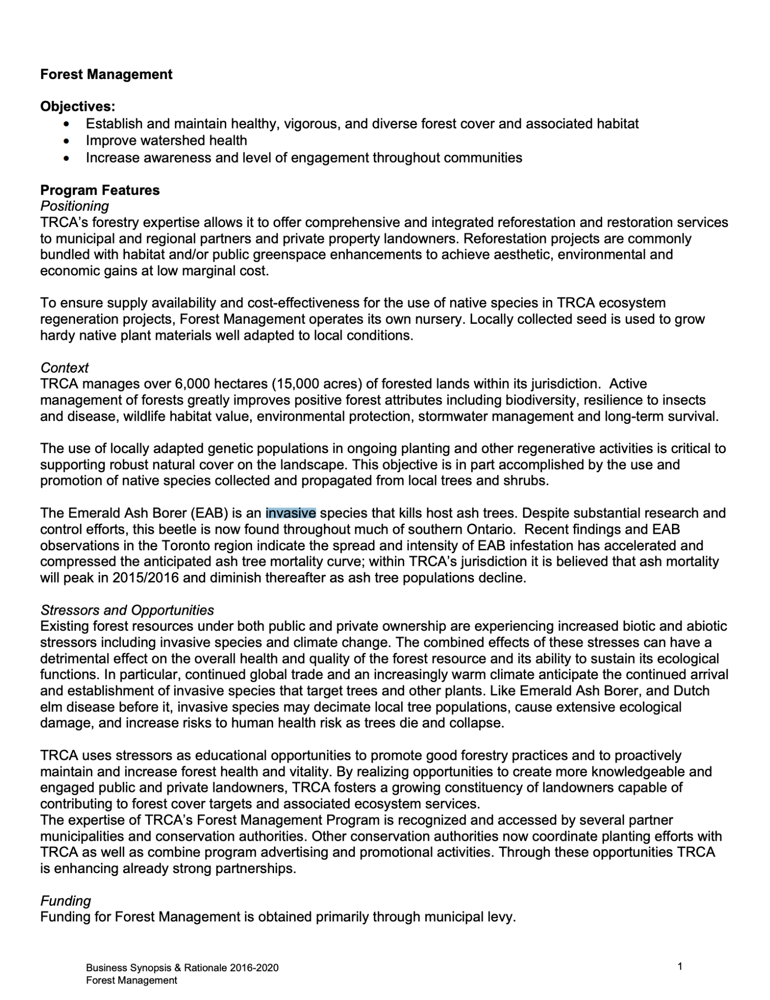 Forest Management
Objectives:
• Establish and maintain healthy, vigorous, and diverse forest cover and associated habitat
• Improve watershed health
• Increase awareness and level of engagement throughout communities
Program Features
Positioning
TRCA’s forestry expertise allows it to offer comprehensive and integrated reforestation and restoration services
to municipal and regional partners and private property landowners. Reforestation projects are commonly
bundled with habitat and/or public greenspace enhancements to achieve aesthetic, environmental and
economic gains at low marginal cost.
To ensure supply availability and cost-effectiveness for the use of native species in TRCA ecosystem
regeneration projects, Forest Management operates its own nursery. Locally collected seed is used to grow
hardy native plant materials well adapted to local conditions.
Context
TRCA manages over 6,000 hectares (15,000 acres) of forested lands within its jurisdiction.  Active
management of forests greatly improves positive forest attributes including biodiversity, resilience to insects
and disease, wildlife habitat value, environmental protection, stormwater management and long-term survival.
The use of locally adapted genetic populations in ongoing planting and other regenerative activities is critical to
supporting robust natural cover on the landscape. This objective is in part accomplished by the use and
promotion of native species collected and propagated from local trees and shrubs.
The Emerald Ash Borer (EAB) is an invasive species that kills host ash trees. Despite substantial research and
control efforts, this beetle is now found throughout much of southern Ontario.  Recent findings and EAB
observations in the Toronto region indicate the spread and intensity of EAB infestation has accelerated and
compressed the anticipated ash tree mortality curve; within TRCA’s jurisdiction it is believed that ash mortality
will peak in 2015/2016 and diminish thereafter as ash tree populations decline.
Stressors and Opportunities
Existing forest resources under both public and private ownership are experiencing increased biotic and abiotic
stressors including invasive species and climate change. The combined effects of these stresses can have a
detrimental effect on the overall health and quality of the forest resource and its ability to sustain its ecological
functions. In particular, continued global trade and an increasingly warm climate anticipate the continued arrival
and establishment of invasive species that target trees and other plants. Like Emerald Ash Borer, and Dutch
elm disease before it, invasive species may decimate local tree populations, cause extensive ecological
damage, and increase risks to human health risk as trees die and collapse.
TRCA uses stressors as educational opportunities to promote good forestry practices and to proactively
maintain and increase forest health and vitality. By realizing opportunities to create more knowledgeable and
engaged public and private landowners, TRCA fosters a growing constituency of landowners capable of
contributing to forest cover targets and associated ecosystem services.
The expertise of TRCA’s Forest Management Program is recognized and accessed by several partner
municipalities and conservation authorities. Other conservation authorities now coordinate planting efforts with
TRCA as well as combine program advertising and promotional activities. Through these opportunities TRCA
is enhancing already strong partnerships.
Funding
Funding for Forest Management is obtained primarily through municipal levy.
Business Synopsis & Rationale 2016-2020 1
Forest Management